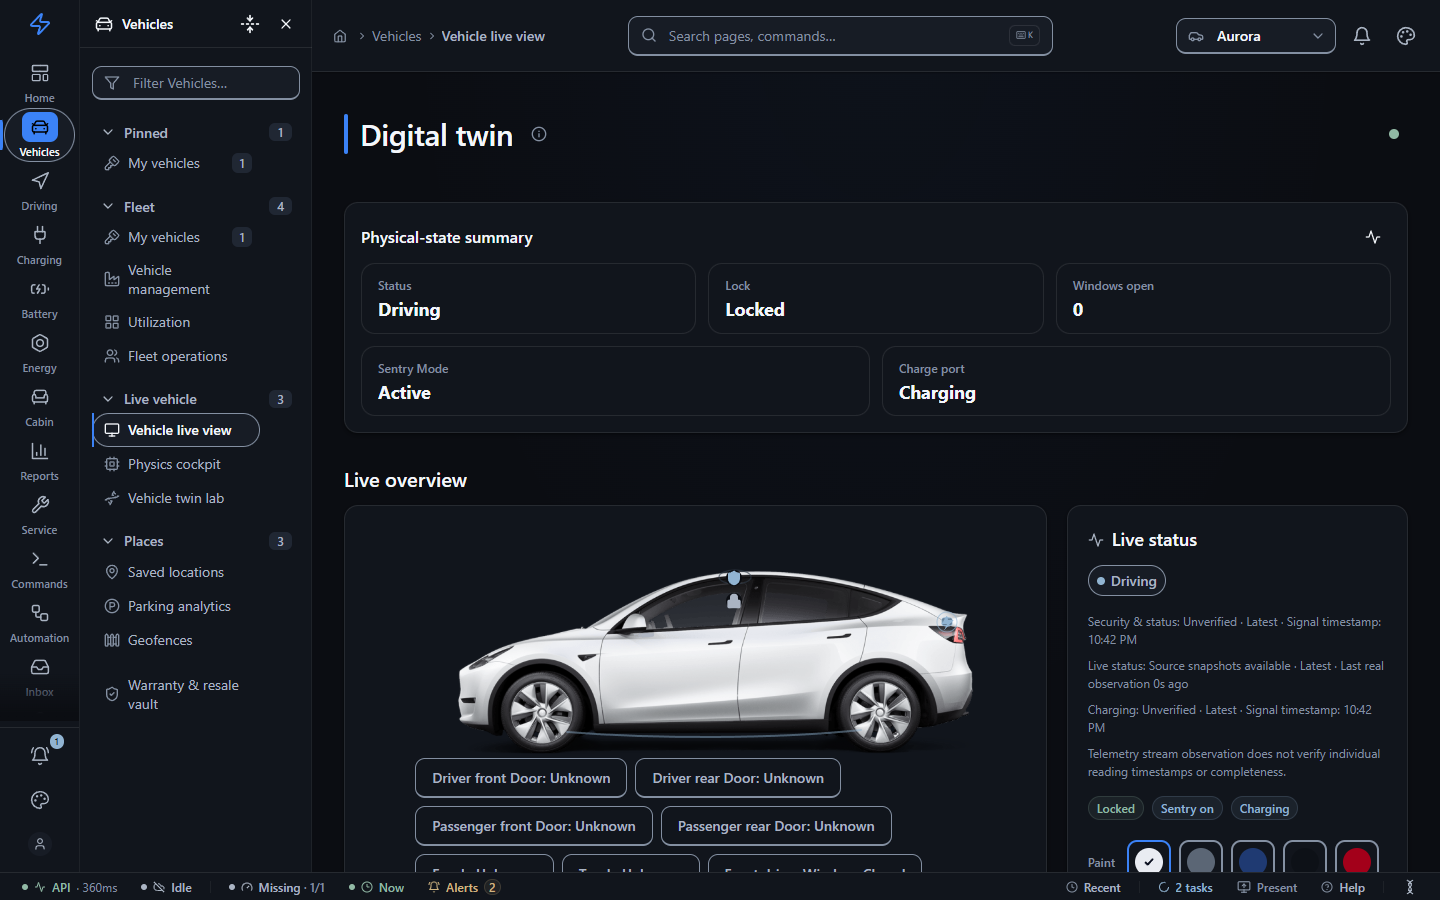 Home
Vehicles
Driving
Charging
Battery
Energy
Cabin
Reports
Service
Commands
Automation
Inbox
1
Vehicles
Filter Vehicles...
Pinned 1
My vehicles 1
Fleet 4
My vehicles 1
Vehicle
management
Utilization
Fleet operations
Live vehicle 3
Vehicle live view
Physics cockpit
Vehicle twin lab
Places 3
Saved locations
Parking analytics
Geofences
Warranty & resale
vault
Vehicles
Vehicle live view
Search pages, commands...
K
Aurora
Digital twin
Physical-state summary
Status
Driving
Lock
Locked
Windows open
0
Sentry Mode
Active
Charge port
Charging
Live overview
Driver front Door: Unknown
Driver rear Door: Unknown
Passenger front Door: Unknown
Passenger rear Door: Unknown
Live status
Driving
Security & status: Unverified · Latest · Signal timestamp:
10:42 PM
Live status: Source snapshots available · Latest · Last real
observation 0s ago
Charging: Unverified · Latest · Signal timestamp: 10:42
PM
Telemetry stream observation does not verify individual
reading timestamps or completeness.
Locked
Sentry on
Charging
Paint
API · 360ms
Idle
Missing · 1/1
Now
Alerts 2
Recent
2 tasks
Present
Help